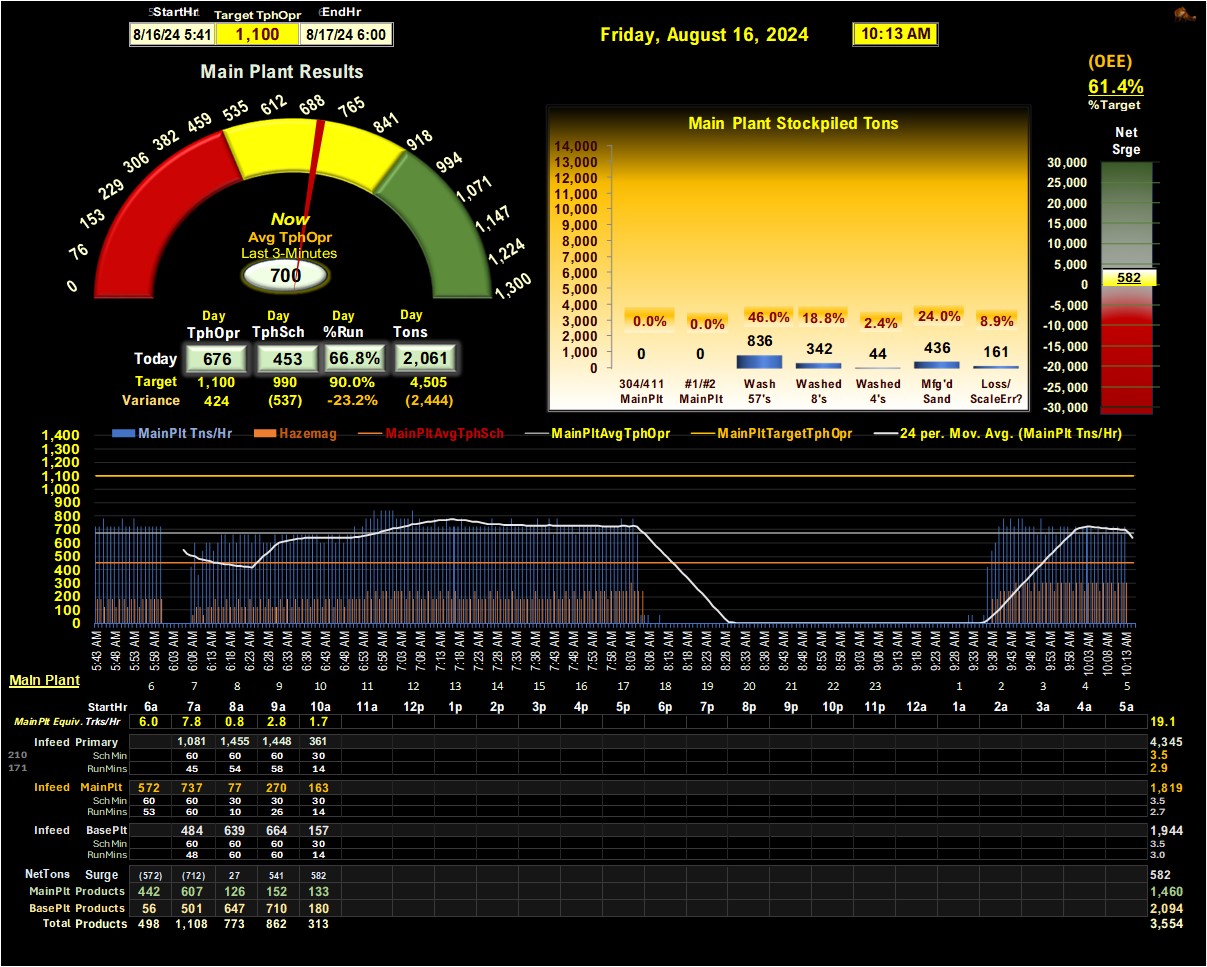 StartHr Target TphOpr EndHr
8/16/24 5:41 1,100 8/17/24 6:00
Friday, August 16, 2024 10:13 AM
(OEE)
61.4%
%Target
Main Plant Results
0 76 153 229 306 382 459 535 612 688 765 841 918 994 1,071 1,147 1,224 1,300
Now
Avg TphOpr
Last 3-Minutes
700
Day Day Day Day
TphOpr TphSch %Run Tons
Today 676 453 66.8% 2,061
Target 1,100 990 90.0% 4,505
Variance 424 (537) -23.2% (2,444)
Main Plant Stockpiled Tons
14,000
13,000
12,000
11,000
10,000
9,000
8,000
7,000
6,000
5,000
4,000
3,000
2,000
1,000
0
0.0% 0.0% 46.0% 18.8% 2.4% 24.0% 8.9%
0 0 836 342 44 436 161
304/411 #1/#2 Wash Washed Washed Mfg'd Loss/
MainPlt MainPlt 57's 8's 4's Sand ScaleErr?
Net
Srge
30,000
25,000
20,000
15,000
10,000
5,000
0
-5,000
-10,000
-15,000
-20,000
-25,000
-30,000
582
MainPlt Tns/Hr Hazemag MainPltAvgTphSch MainPltAvgTphOpr MainPltTargetTphOpr 24 per. Mov. Avg. (MainPlt Tns/Hr)
1,400
1,300
1,200
1,100
1,000
900
800
700
600
500
400
300
200
100
0
5:43 AM 5:48 AM 5:53 AM 5:58 AM 6:03 AM 6:08 AM 6:13 AM 6:18 AM 6:23 AM 6:28 AM 6:33 AM 6:38 AM 6:43 AM 6:48 AM 6:53 AM 6:58 AM 7:03 AM 7:08 AM 7:13 AM 7:18 AM 7:23 AM 7:28 AM 7:33 AM 7:38 AM 7:43 AM 7:48 AM 7:53 AM 7:58 AM 8:03 AM 8:08 AM 8:13 AM 8:18 AM 8:23 AM 8:28 AM 8:33 AM 8:38 AM 8:43 AM 8:48 AM 8:53 AM 8:58 AM 9:03 AM 9:08 AM 9:13 AM 9:18 AM 9:23 AM 9:28 AM 9:33 AM 9:38 AM 9:43 AM 9:48 AM 9:53 AM 9:58 AM 10:03 AM 10:08 AM 10:13 AM
Main Plant
6 7 8 9 10 11 12 13 14 15 16 17 18 19 20 21 22 23 1 2 3 4 5
StartHr 6a 7a 8a 9a 10a 11a 12p 1p 2p 3p 4p 5p 6p 7p 8p 9p 10p 11p 12a 1a 2a 3a 4a 5a
MainPlt Equiv. Trks/Hr 6.0 7.8 0.8 2.8 1.7 19.1
Infeed Primary 1,081 1,455 1,448 361 4,345
210 Sch Min 60 60 60 30 3.5
171 RunMins 45 54 58 14 2.9
Infeed MainPlt 572 737 77 270 163 1,819
Sch Min 60 60 30 30 30 3.5
RunMins 53 60 10 26 14 2.7
Infeed BasePlt 484 639 664 157 1,944
Sch Min 60 60 60 30 3.5
RunMins 48 60 60 14 3.0
NetTons Surge (572) (712) 27 541 582 582
MainPlt Products 442 607 126 152 133 1,460
BasePlt Products 56 501 647 710 180 2,094
Total Products 498 1,108 773 862 313 3,554